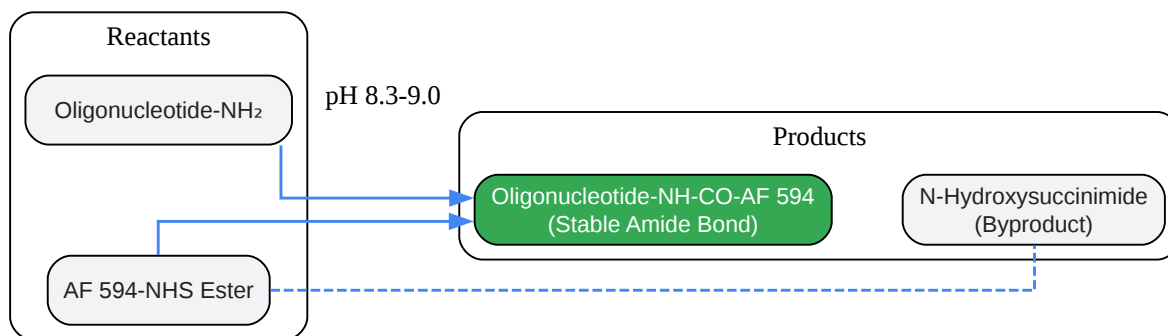 Reactants
Oligonucleotide-NH₂
pH 8.3-9.0
Products
Oligonucleotide-NH-CO-AF 594
(Stable Amide Bond)
N-Hydroxysuccinimide
(Byproduct)
AF 594-NHS Ester